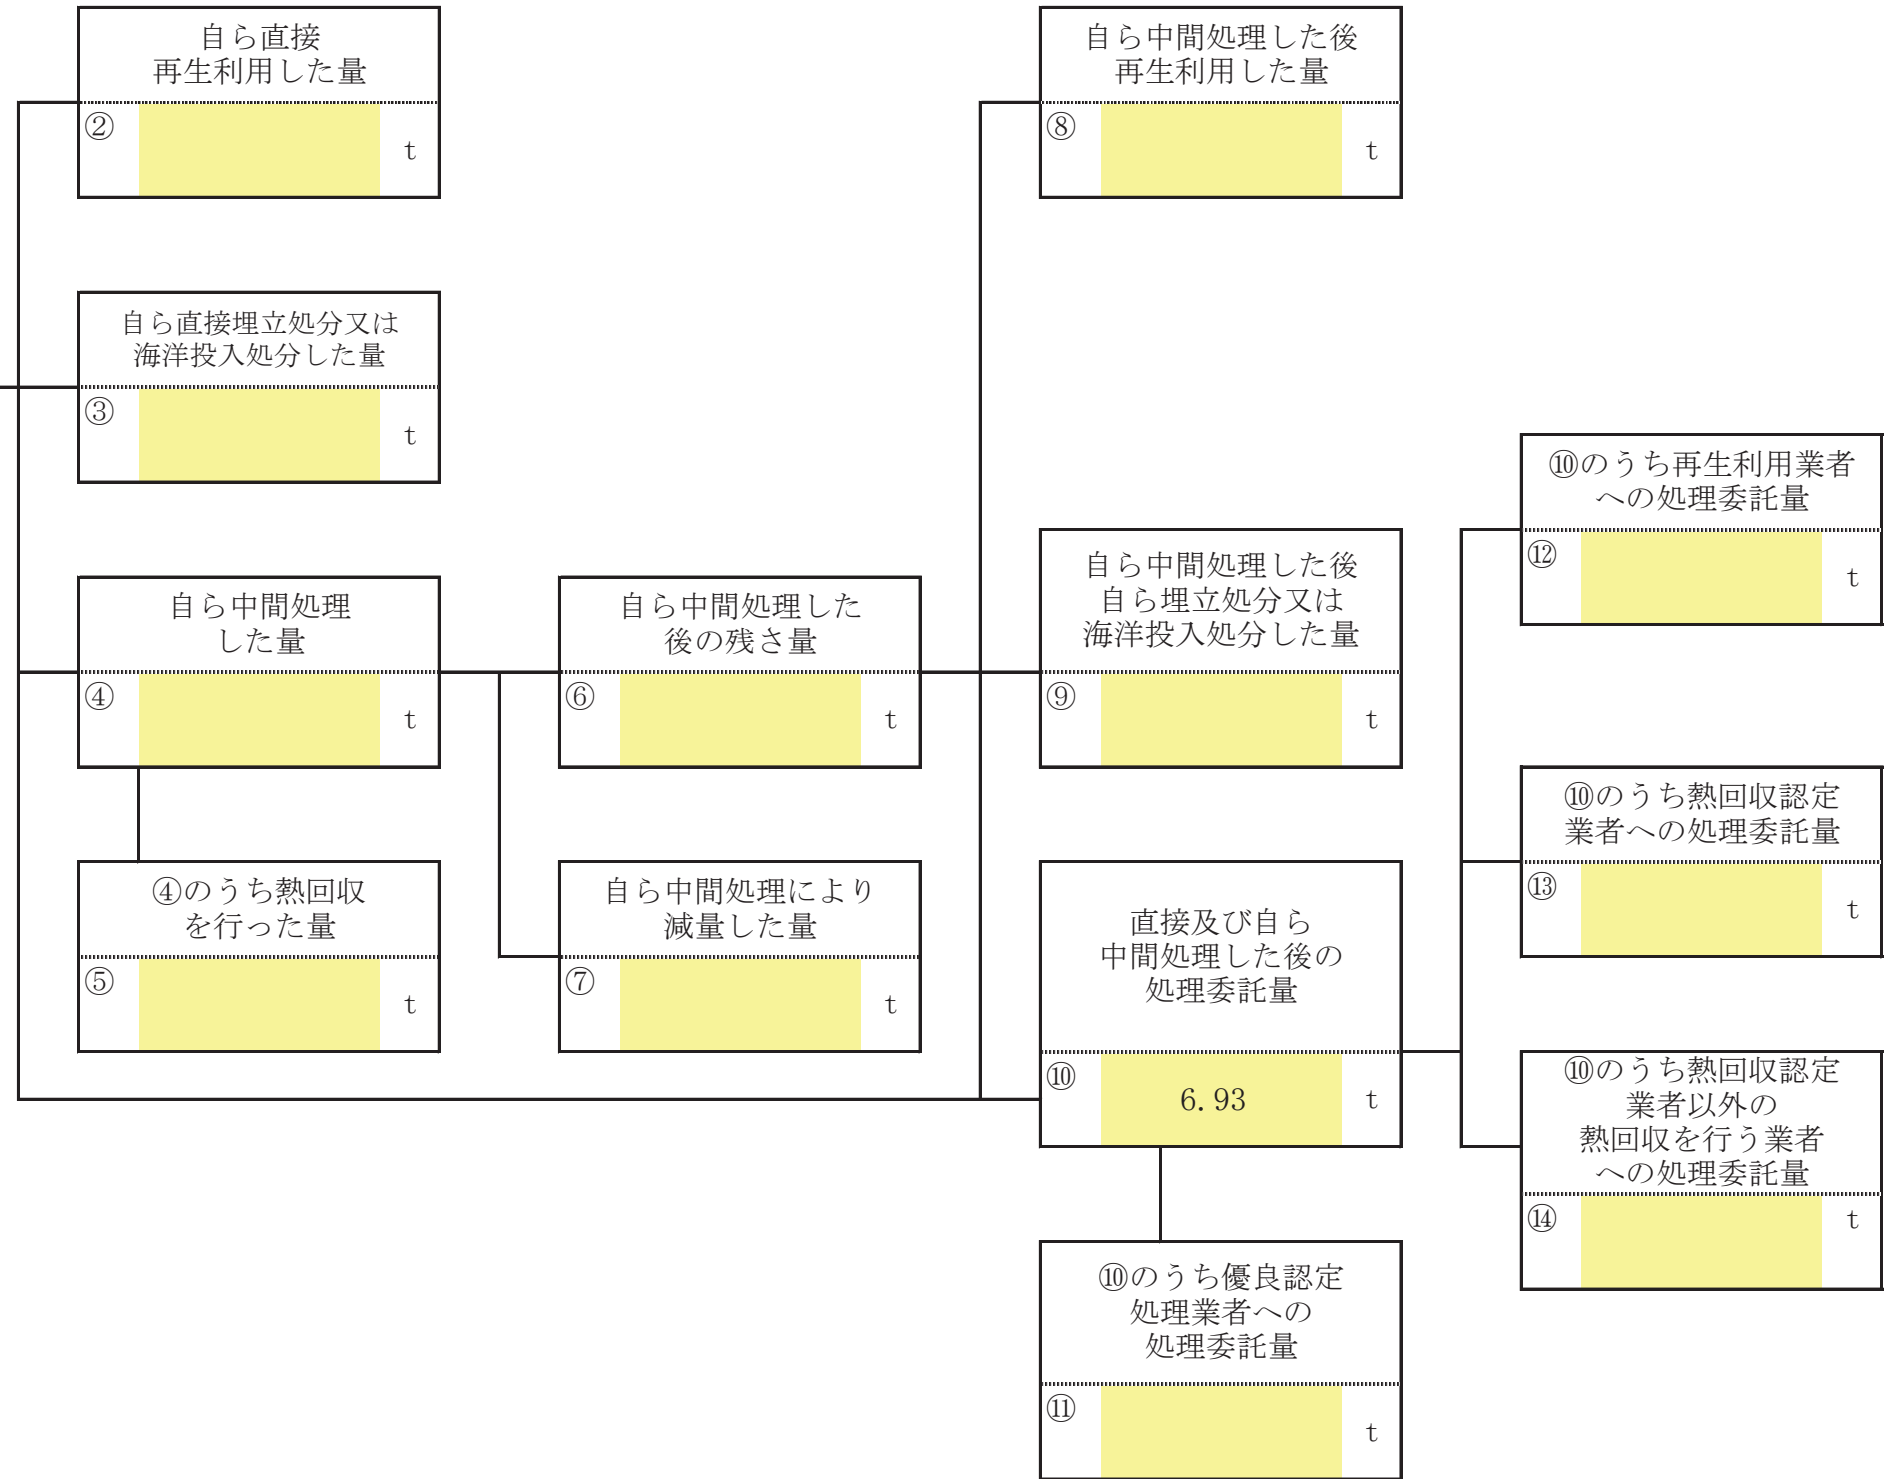 自ら直接
再生利用した量
②
t
自ら中間処理した後
再生利用した量
⑧
t
自ら直接埋立処分又は
海洋投入処分した量
③
t
⑩のうち再生利用業者
への処理委託量
⑫
t
自ら中間処理
した量
④
t
自ら中間処理した
後の残さ量
⑥
t
自ら中間処理した後
自ら埋立処分又は
海洋投入処分した量
⑨
t
⑩のうち熱回収認定
業者への処理委託量
⑬
t
④のうち熱回収
を行った量
⑤
t
自ら中間処理により
減量した量
⑦
t
直接及び自ら
中間処理した後の
処理委託量
⑩
6.93 t
⑩のうち熱回収認定
業者以外の
熱回収を行う業者
への処理委託量
⑭
t
⑩のうち優良認定
処理業者への
処理委託量
⑪
t